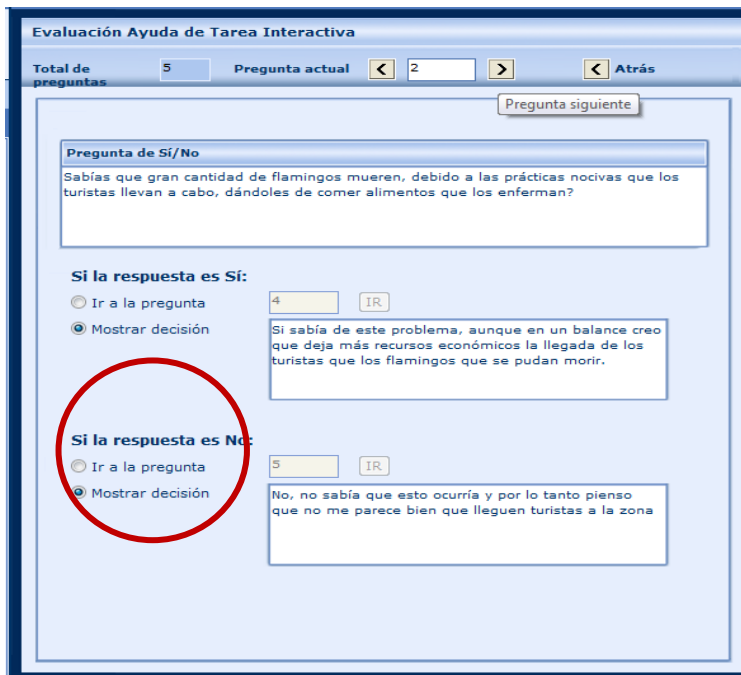 Evaluación Ayuda de Tarea Interactiva
Total de preguntas 5 Pregunta actual 2 Atrás
Pregunta siguiente
Pregunta de Sí/No
Sabías que gran cantidad de flamingos mueren, debido a las prácticas nocivas que los
turistas llevan a cabo, dándoles de comer alimentos que los enferman?
Si la respuesta es Sí:
Ir a la pregunta 4 IR
Mostrar decisión
Si sabía de este problema, aunque en un balance creo
que deja más recursos económicos la llegada de los
turistas que los flamingos que se pudan morir.
Si la respuesta es No:
Ir a la pregunta 5 IR
Mostrar decisión
No, no sabía que esto ocurría y por lo tanto pienso
que no me parece bien que lleguen turistas a la zona